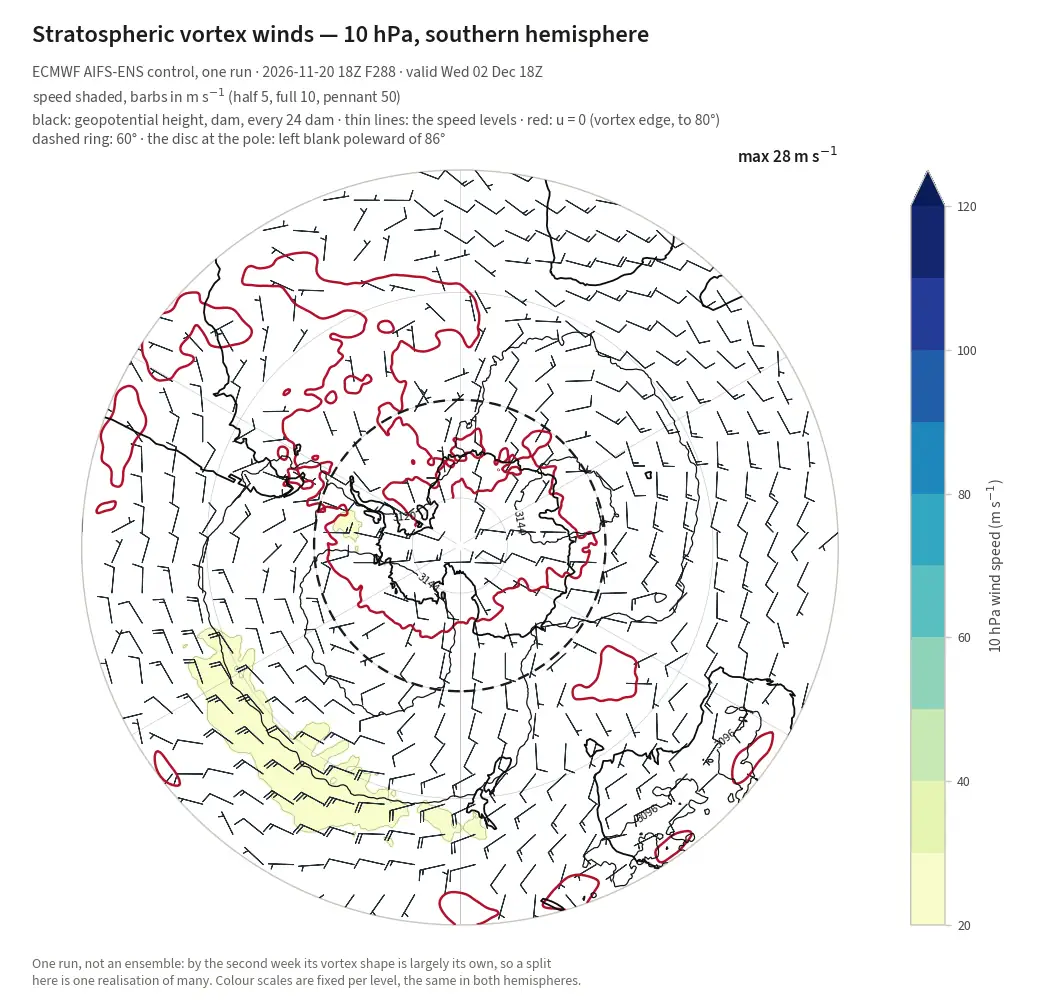 Stratospheric vortex winds — 10 hPa, southern hemisphere
ECMWF AIFS-ENS control, one run · 2026-11-20 18Z F288 · valid Wed 02 Dec 18Z
speed shaded, barbs in m s⁻¹ (half 5, full 10, pennant 50)
black: geopotential height, dam, every 24 dam · thin lines: the speed levels · red: u = 0 (vortex edge, to 80°)
dashed ring: 60° · the disc at the pole: left blank poleward of 86°
max 28 m s⁻¹
120
100
80
60
40
20
10 hPa wind speed (m s⁻¹)
3096
3096
One run, not an ensemble: by the second week its vortex shape is largely its own, so a split
here is one realisation of many. Colour scales are fixed per level, the same in both hemispheres.